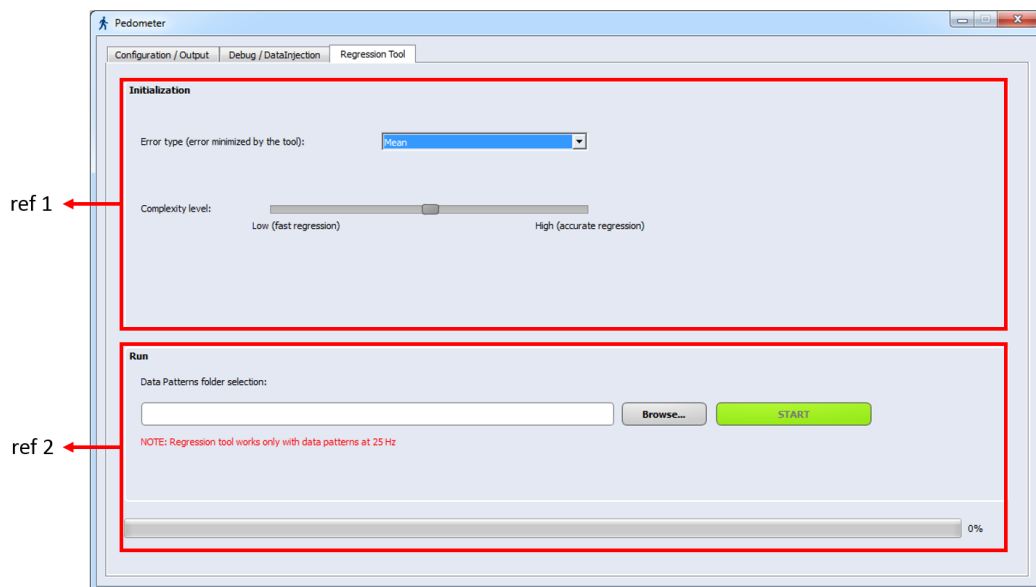 Pedometer
Configuration / Output
Debug / DataInjection
Regression Tool
Initialization
Error type (error minimized by the tool):
Mean
ref 1
Complexity level:
Low (fast regression)
High (accurate regression)
Run
Data Patterns folder selection:
Browse...
START
NOTE: Regression tool works only with data patterns at 25 Hz
ref 2
0%